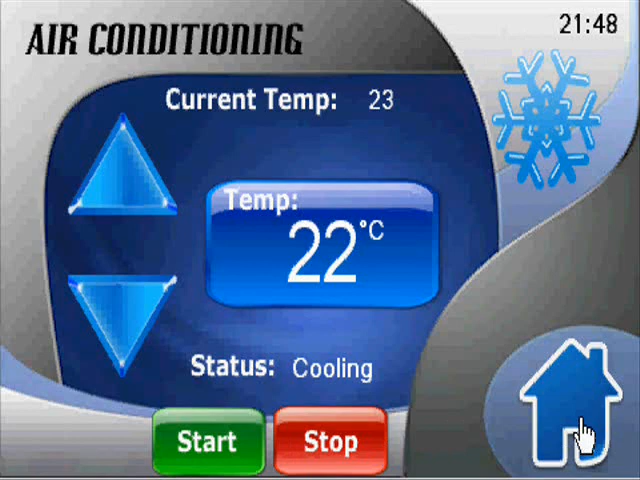 AIR CONDITIONING
21:48
Current Temp: 23
Temp:
22°C
Status: Cooling
Start
Stop